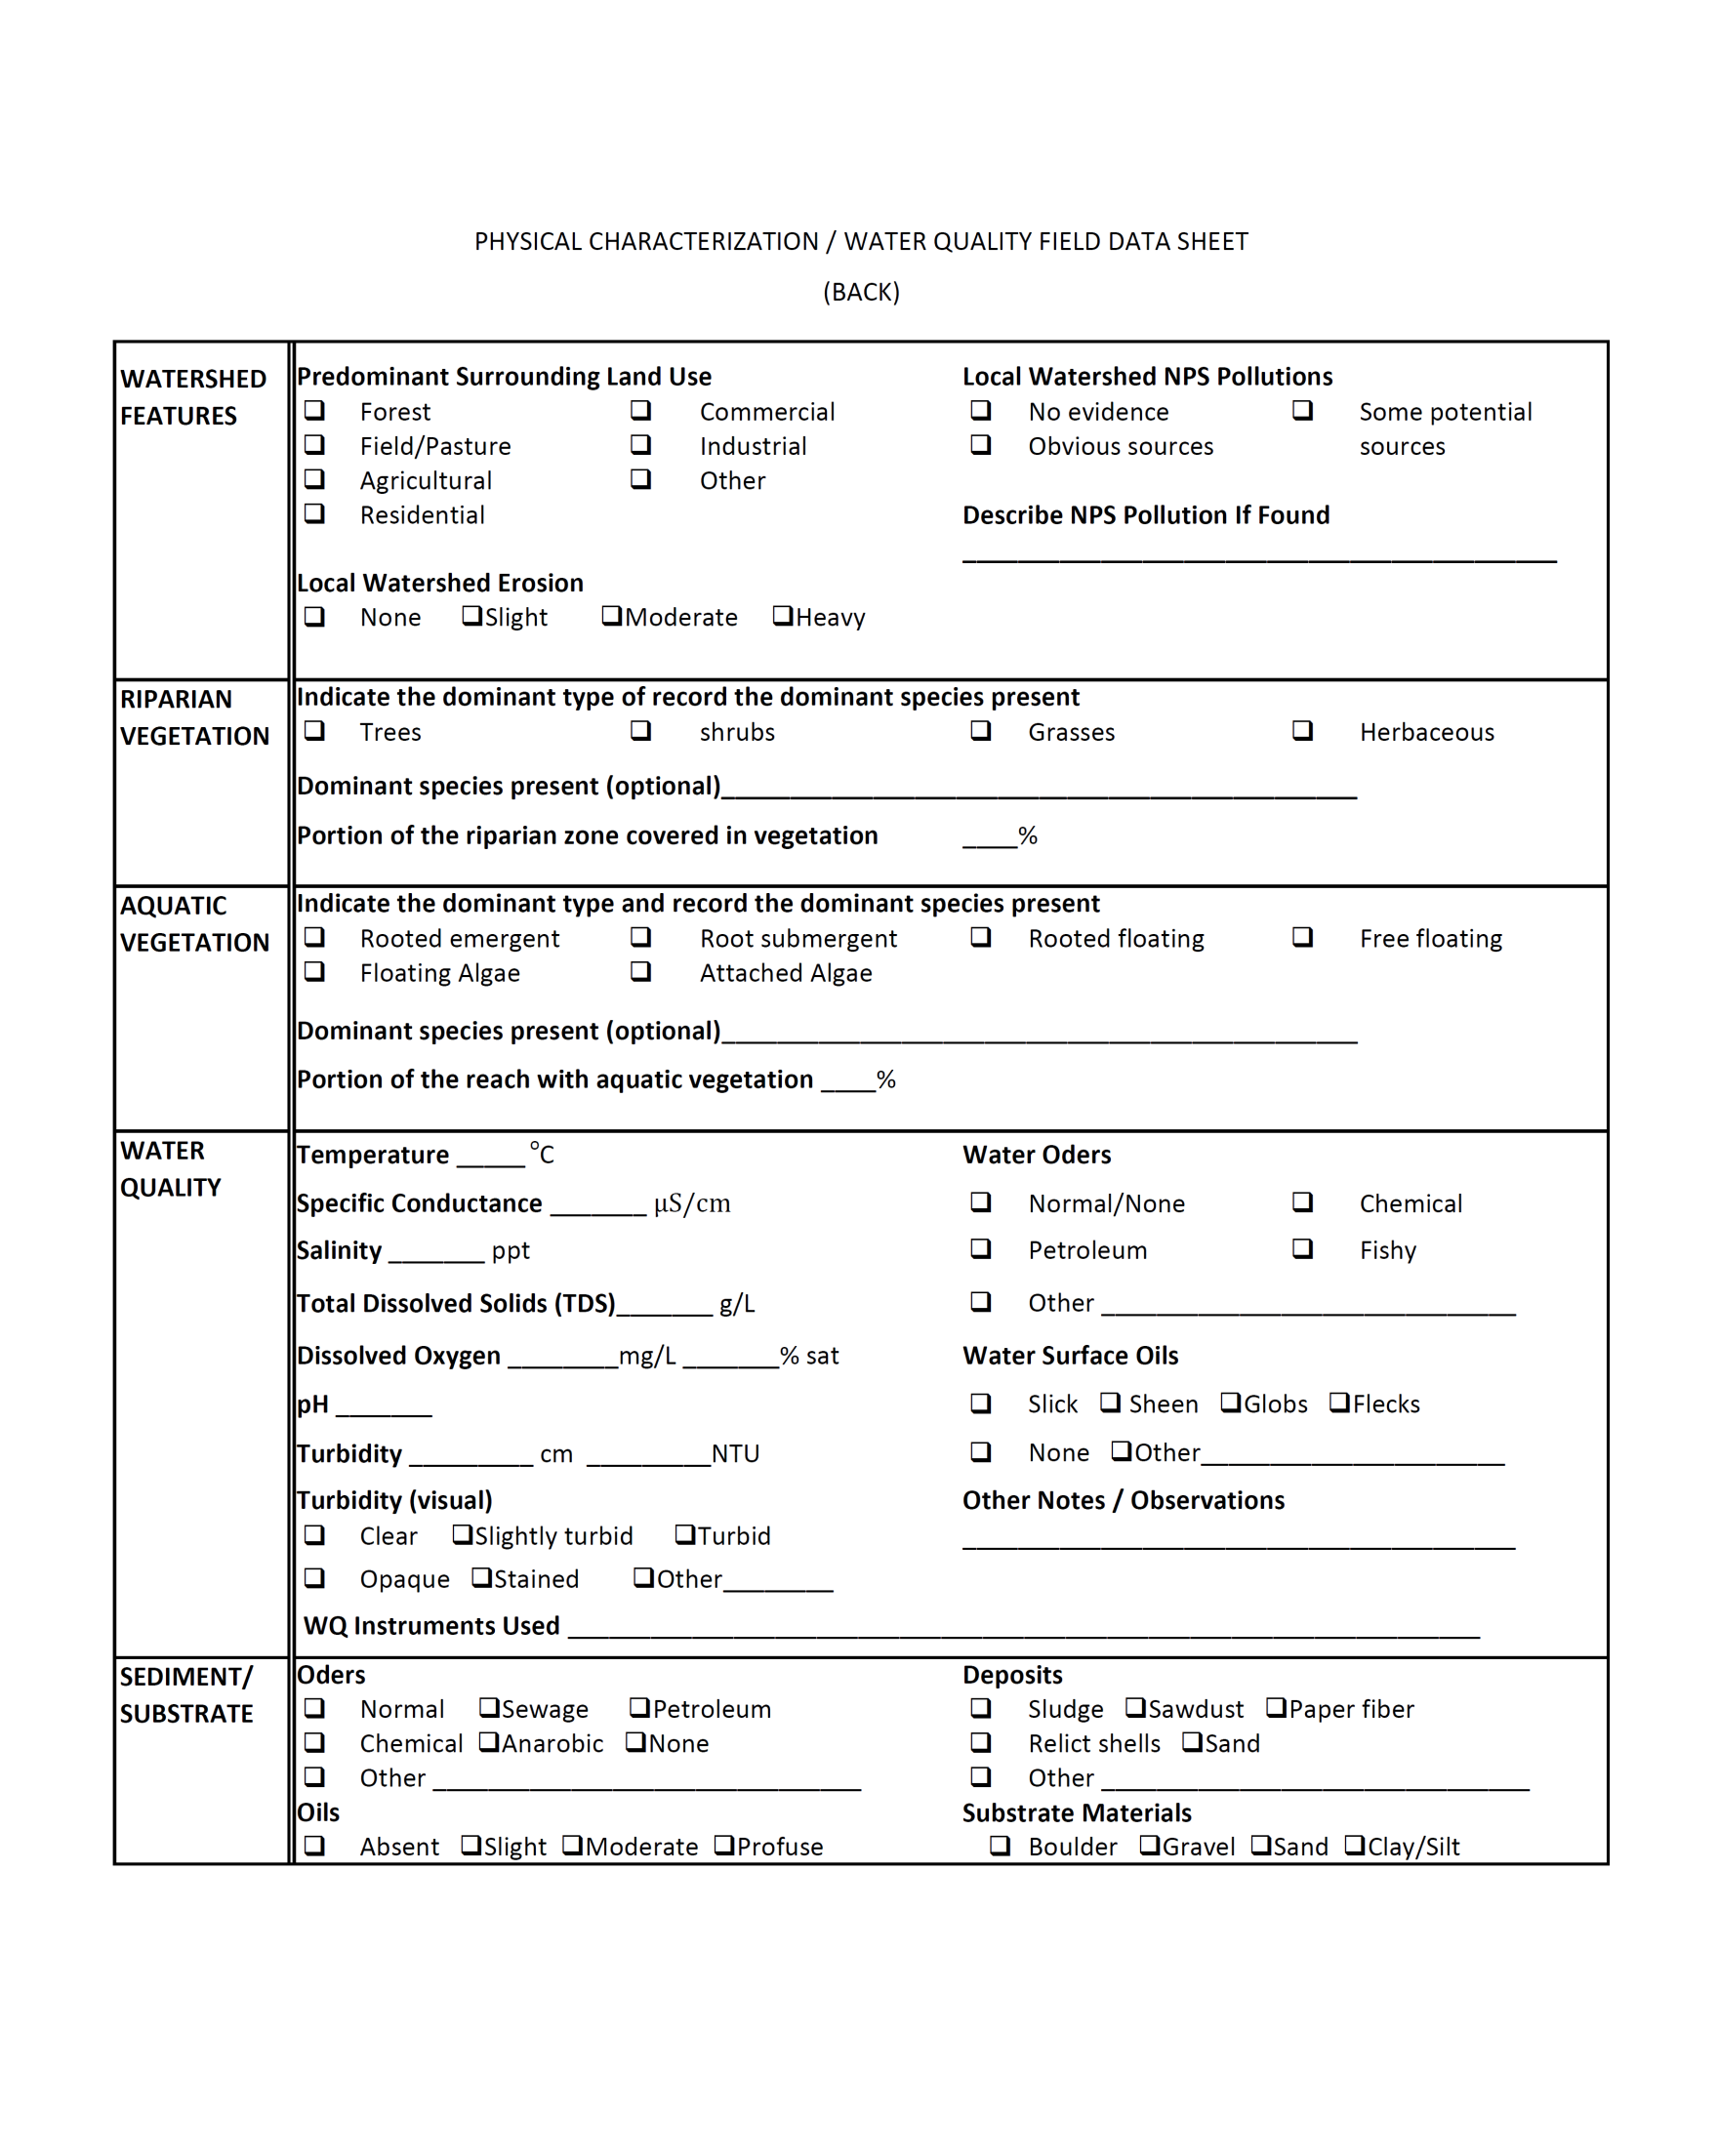 PHYSICAL CHARACTERIZATION / WATER QUALITY FIELD DATA SHEET
(BACK)
WATERSHED
FEATURES
Predominant Surrounding Land Use
❑ Forest ❑ Commercial
❑ Field/Pasture ❑ Industrial
❑ Agricultural ❑ Other
❑ Residential
Local Watershed Erosion
❑ None ❑Slight ❑Moderate ❑Heavy
Local Watershed NPS Pollutions
❑ No evidence ❑ Some potential
❑ Obvious sources sources
Describe NPS Pollution If Found
___________________________________________
RIPARIAN
VEGETATION
Indicate the dominant type of record the dominant species present
❑ Trees ❑ shrubs ❑ Grasses ❑ Herbaceous
Dominant species present (optional)______________________________________________
Portion of the riparian zone covered in vegetation ____%
AQUATIC
VEGETATION
Indicate the dominant type and record the dominant species present
❑ Rooted emergent ❑ Root submergent ❑ Rooted floating ❑ Free floating
❑ Floating Algae ❑ Attached Algae
Dominant species present (optional)______________________________________________
Portion of the reach with aquatic vegetation ____%
WATER
QUALITY
Temperature _____ °C
Specific Conductance _______ µS/cm
Salinity _______ ppt
Total Dissolved Solids (TDS)_______ g/L
Dissolved Oxygen ________mg/L _______% sat
pH _______
Turbidity _________ cm _________NTU
Turbidity (visual)
❑ Clear ❑Slightly turbid ❑Turbid
❑ Opaque ❑Stained ❑Other________
Water Oders
❑ Normal/None ❑ Chemical
❑ Petroleum ❑ Fishy
❑ Other ______________________________
Water Surface Oils
❑ Slick ❑ Sheen ❑Globs ❑Flecks
❑ None ❑Other______________________
Other Notes / Observations
________________________________________
WQ Instruments Used __________________________________________________________________
SEDIMENT/
SUBSTRATE
Oders
❑ Normal ❑Sewage ❑Petroleum
❑ Chemical ❑Anarobic ❑None
❑ Other _______________________________
Oils
❑ Absent ❑Slight ❑Moderate ❑Profuse
Deposits
❑ Sludge ❑Sawdust ❑Paper fiber
❑ Relict shells ❑Sand
❑ Other _______________________________
Substrate Materials
❑ Boulder ❑Gravel ❑Sand ❑Clay/Silt